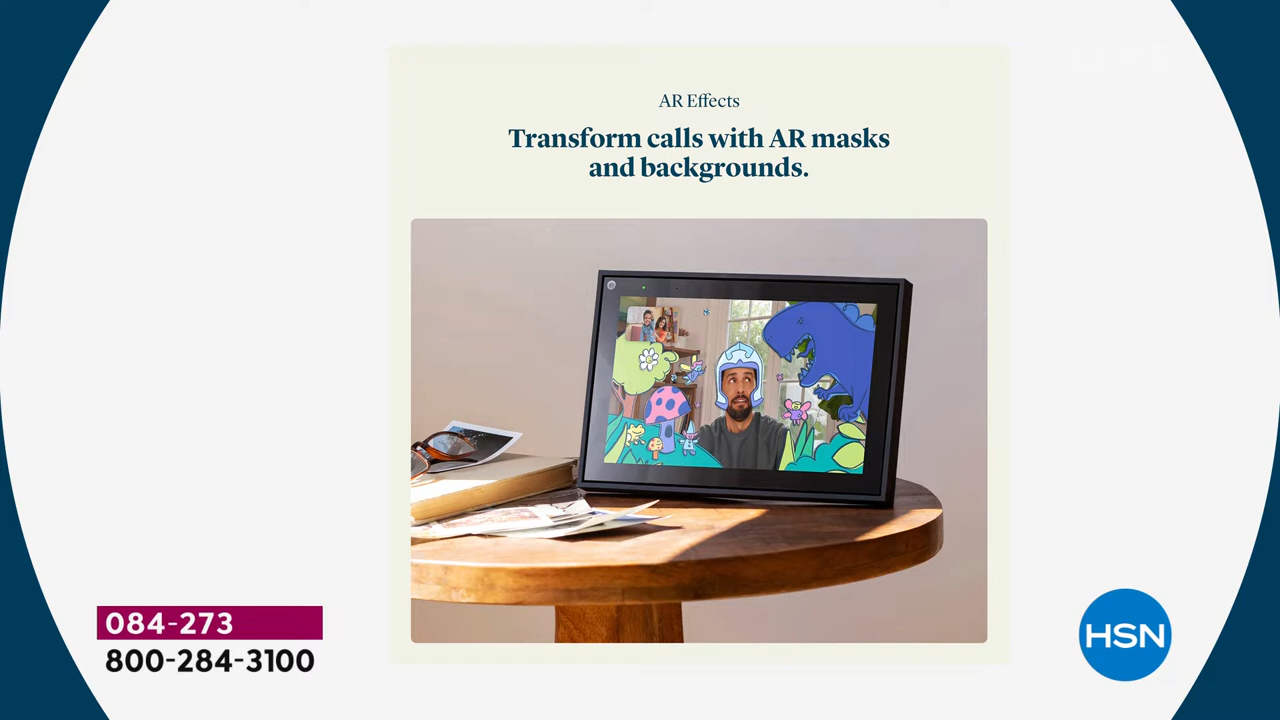 AR Effects
Transform calls with AR masks
and backgrounds.
084-273
800-284-3100
HSN